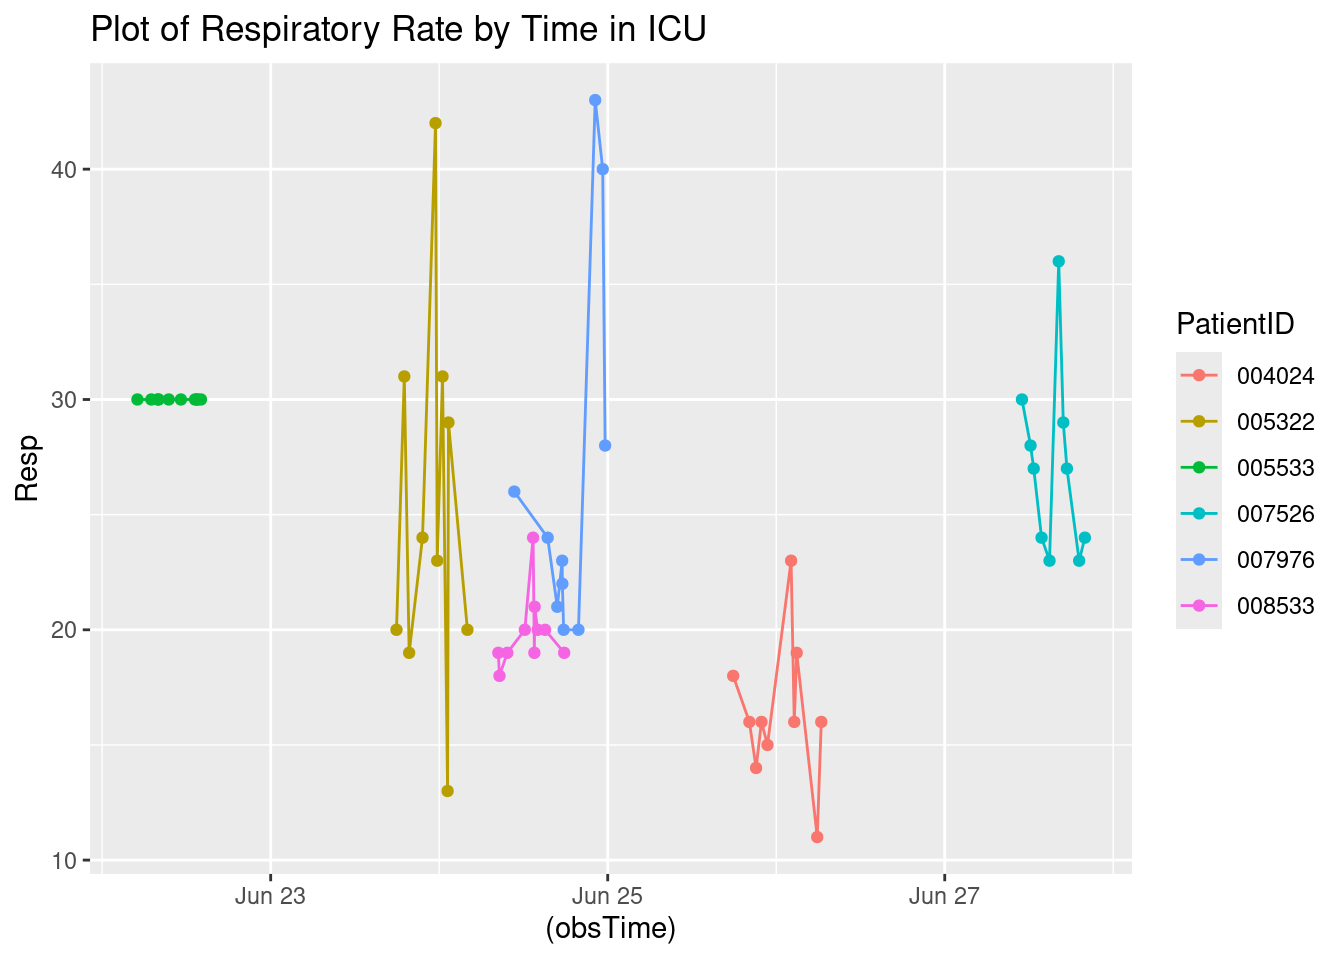 Plot of Respiratory Rate by Time in ICU
Resp
40
30
20
10
Jun 23
Jun 25
Jun 27
(obsTime)
PatientID
004024
005322
005533
007526
007976
008533